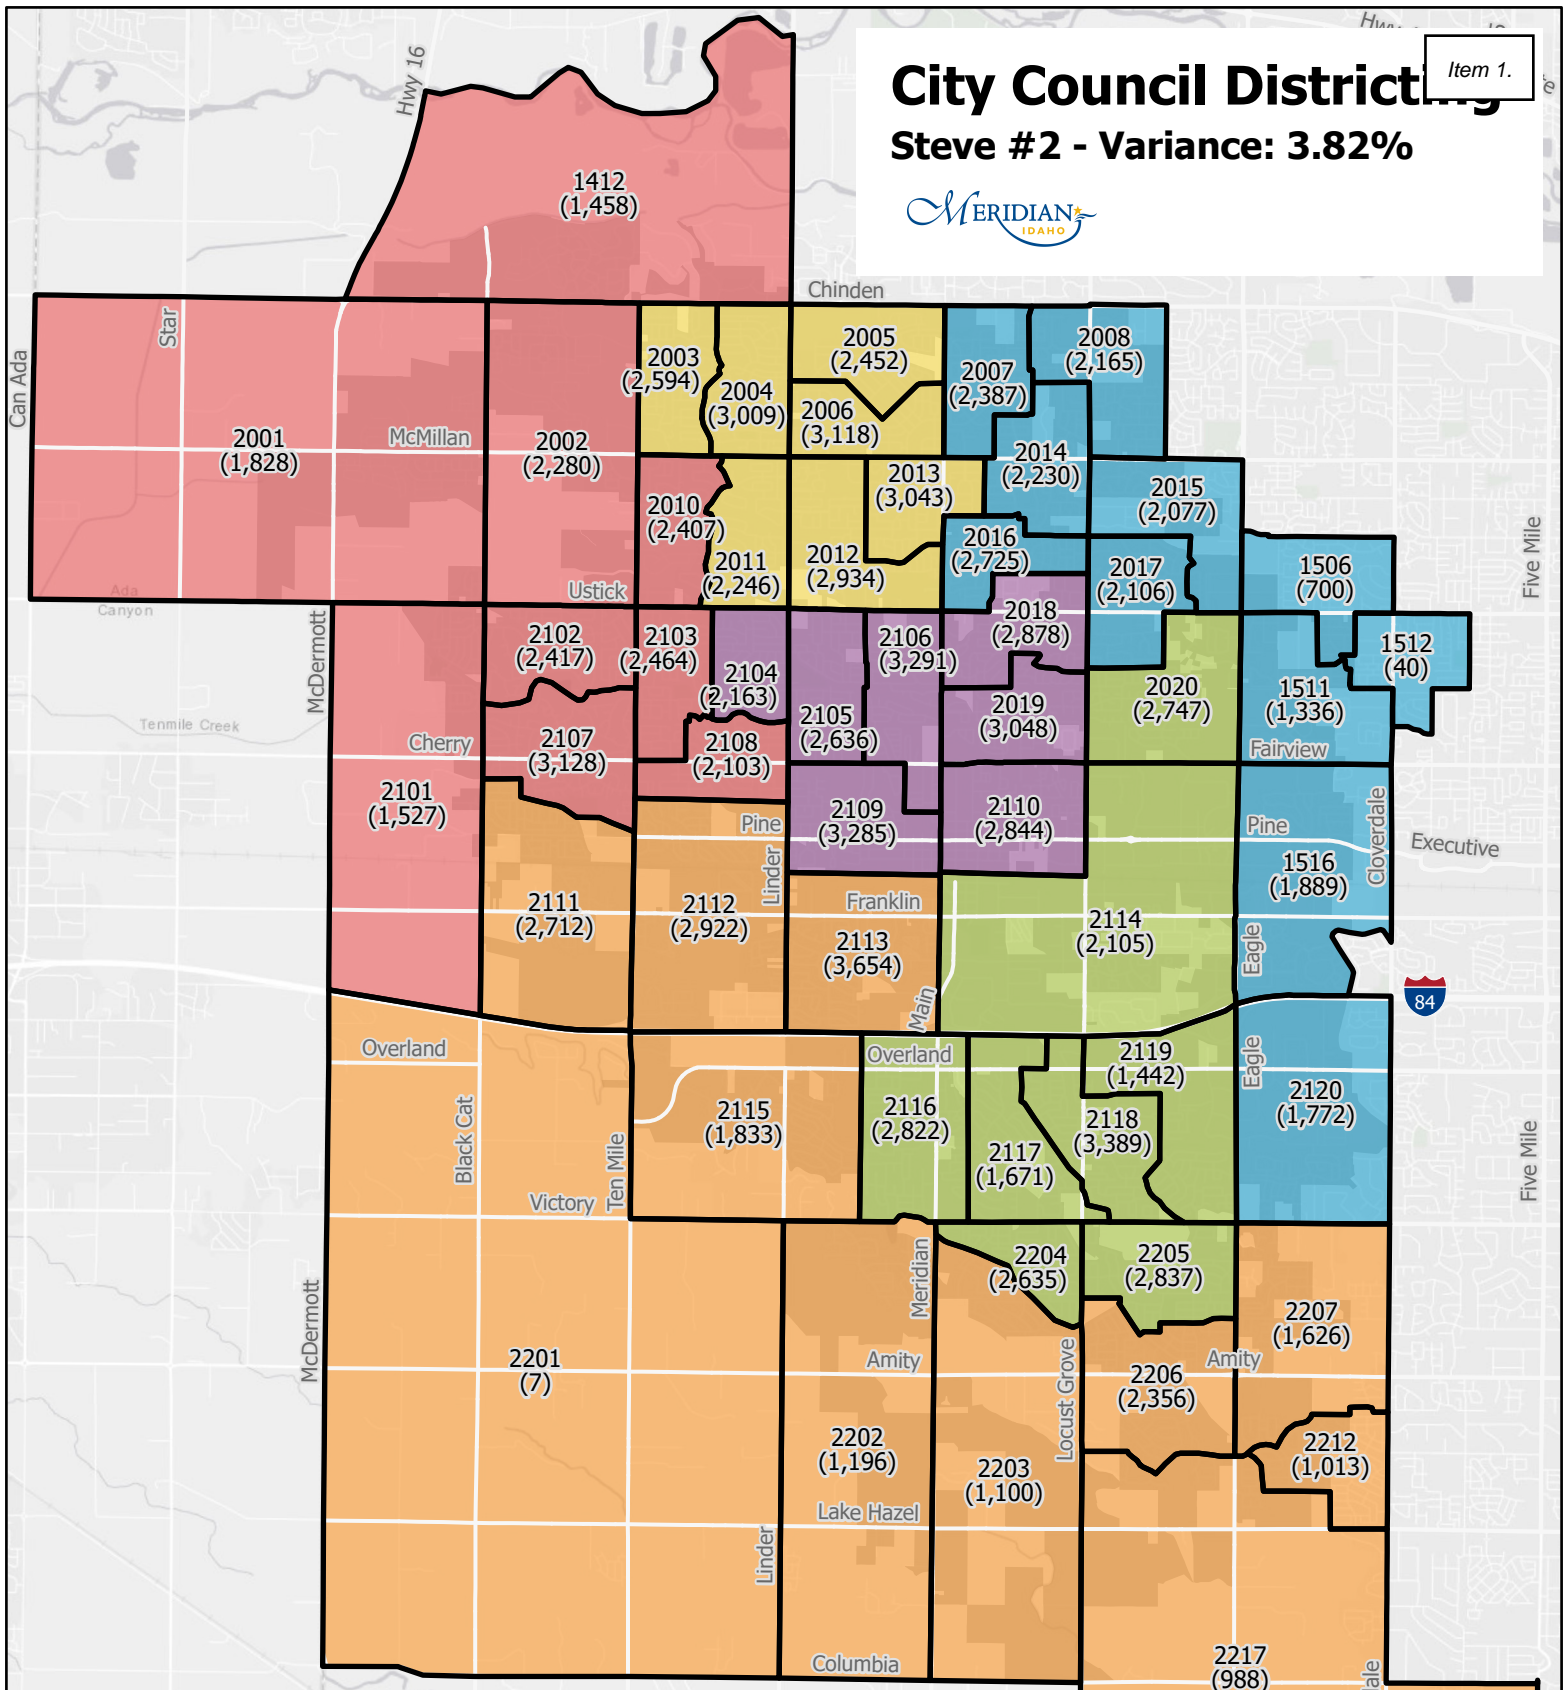 Hwy 16
City Council Districting
Item 1.
Steve #2 - Variance: 3.82%
MERIDIAN
IDAHO
1412
(1,458)
Chinden
Star
Can Ada
2003
(2,594)
2004
(3,009)
2005
(2,452)
2006
(3,118)
2007
(2,387)
2008
(2,165)
2001
(1,828)
McMillan
2002
(2,280)
2010
(2,407)
2011
(2,246)
2012
(2,934)
2013
(3,043)
2014
(2,230)
2015
(2,077)
2016
(2,725)
2017
(2,106)
1506
(700)
Five Mile
Ada
Canyon
Ustick
McDermott
2102
(2,417)
2103
(2,464)
2104
(2,163)
2105
(2,636)
2106
(3,291)
2018
(2,878)
2019
(3,048)
2020
(2,747)
1511
(1,336)
1512
(40)
Tenmile Creek
Cherry
2107
(3,128)
2108
(2,103)
Fairview
2101
(1,527)
2109
(3,285)
2110
(2,844)
Pine
Linder
Pine
Executive
Cloverdale
1516
(1,889)
2111
(2,712)
2112
(2,922)
Franklin
2113
(3,654)
2114
(2,105)
Eagle
Main
84
Overland
Overland
2119
(1,442)
Eagle
2115
(1,833)
2116
(2,822)
2117
(1,671)
2118
(3,389)
2120
(1,772)
Black Cat
Ten Mile
Victory
Five Mile
Meridian
2204
(2,635)
2205
(2,837)
2207
(1,626)
McDermott
2201
(7)
Amity
Locust Grove
Amity
2206
(2,356)
2202
(1,196)
2203
(1,100)
2212
(1,013)
Lake Hazel
Linder
Columbia
2217
(988)